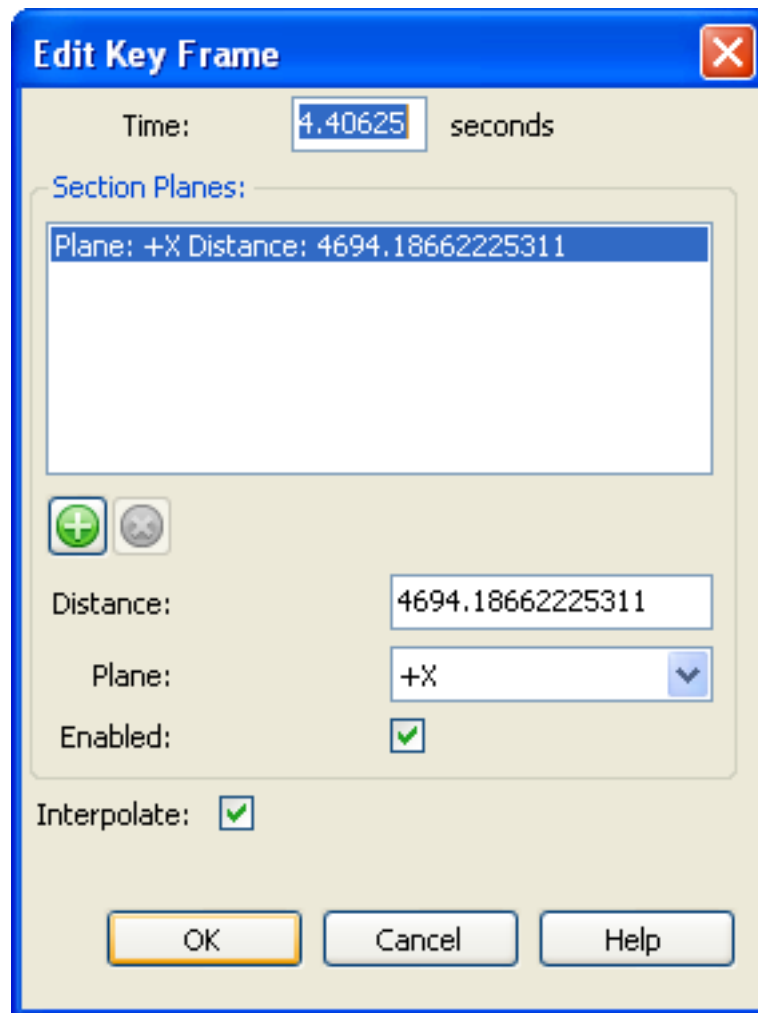 Edit Key Frame
Time: 4.40625 seconds
Section Planes:
Plane: +X Distance: 4694.18662225311
Distance: 4694.18662225311
Plane: +X
Enabled:
Interpolate:
OK Cancel Help